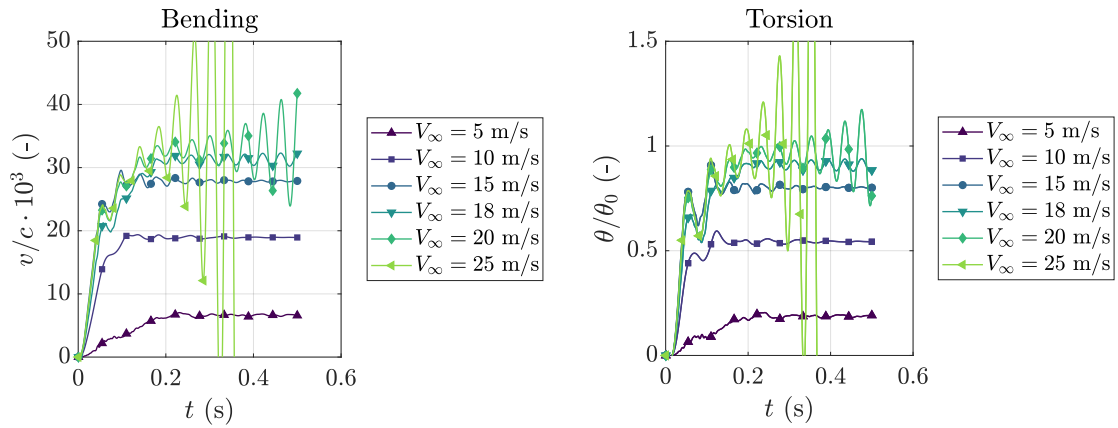 Bending
v/c · 10³ (-)
50
40
30
20
10
0
0 0.2 0.4 0.6
t (s)
V∞ = 5 m/s
V∞ = 10 m/s
V∞ = 15 m/s
V∞ = 18 m/s
V∞ = 20 m/s
V∞ = 25 m/s
Torsion
θ/θ₀ (-)
1.5
1
0.5
0
0 0.2 0.4 0.6
t (s)
V∞ = 5 m/s
V∞ = 10 m/s
V∞ = 15 m/s
V∞ = 18 m/s
V∞ = 20 m/s
V∞ = 25 m/s